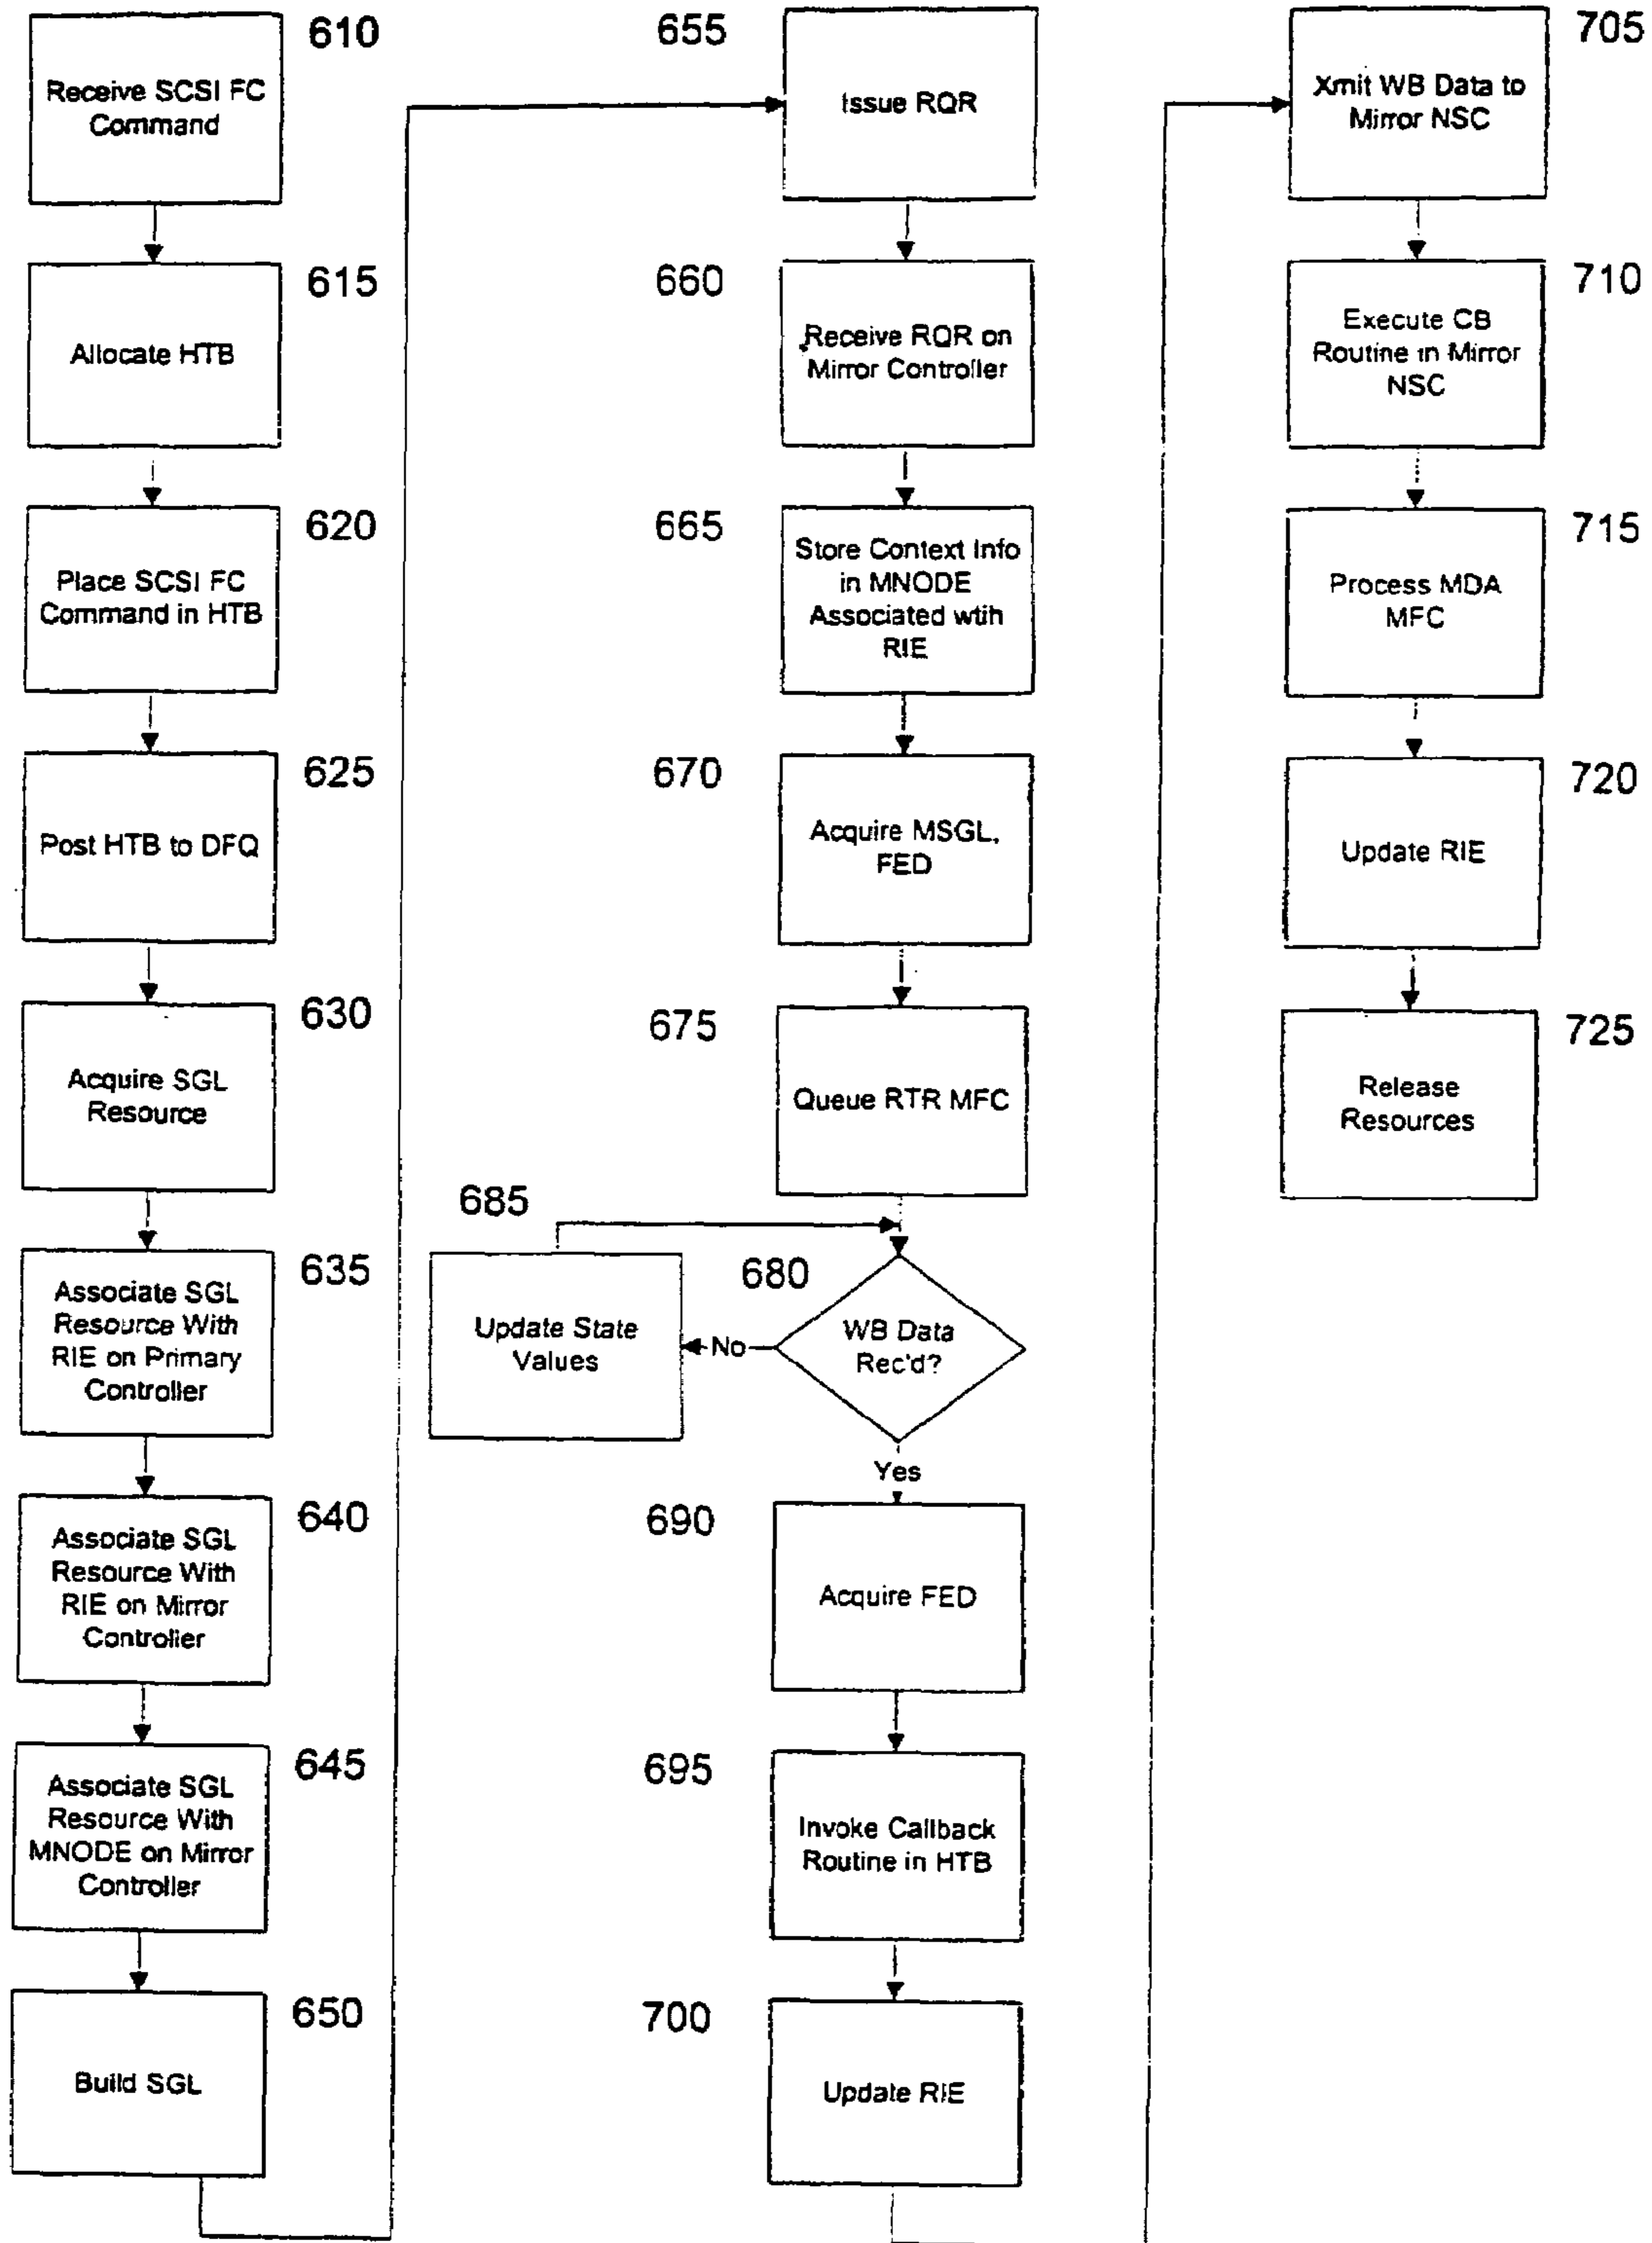 610
Receive SCSI FC
Command
615
Allocate HTB
620
Place SCSI FC
Command in HTB
625
Post HTB to DFQ
630
Acquire SGL
Resource
635
Associate SGL
Resource With
RIE on Primary
Controller
640
Associate SGL
Resource With
RIE on Mirror
Controller
645
Associate SGL
Resource With
MNODE on Mirror
Controller
650
Build SGL
655
Issue RQR
660
Receive RQR on
Mirror Controller
665
Store Context Info
in MNODE
Associated wtih
RIE
670
Acquire MSGL,
FED
675
Queue RTR MFC
680
WB Data
Rec'd?
No
685
Update State
Values
Yes
690
Acquire FED
695
Invoke Callback
Routine in HTB
700
Update RIE
705
Xmit WB Data to
Mirror NSC
710
Execute CB
Routine in Mirror
NSC
715
Process MDA
MFC
720
Update RIE
725
Release
Resources